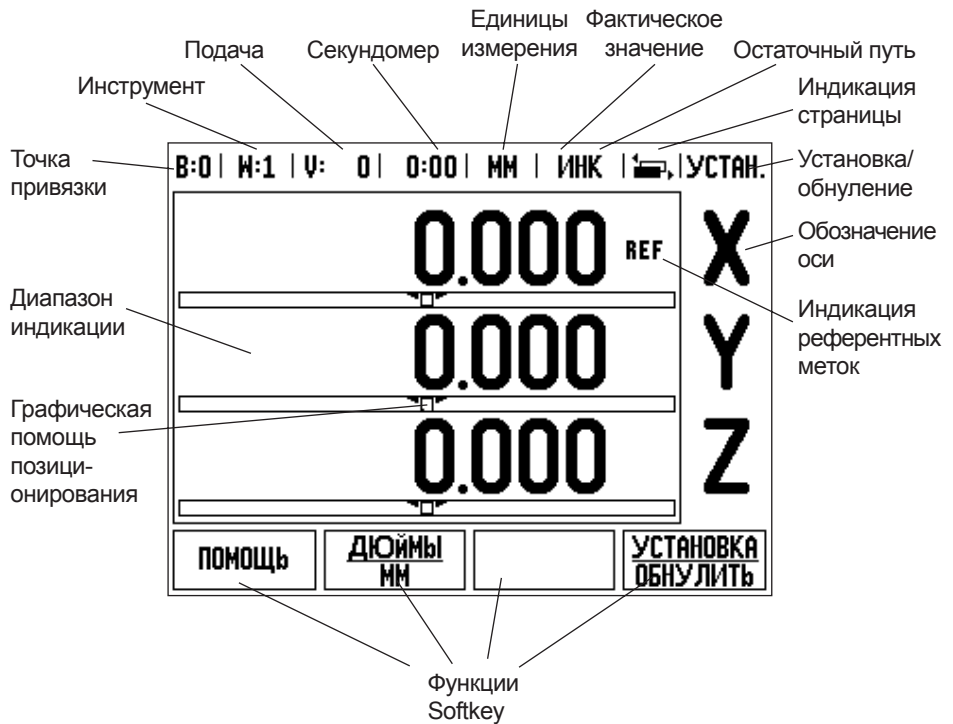 Единицы
измерения
Фактическое
значение
Подача
Секундомер
Остаточный путь
Инструмент
Индикация
страницы
Точка
привязки
B:0 | W:1 | V: 0 | 0:00 | ММ | ИНК | | УСТАН.
Установка/
обнуление
0.000 REF X
Обозначение
оси
Диапазон
индикации
Индикация
референтных
меток
0.000 Y
Графическая
помощь
позици-
онирования
0.000 Z
ПОМОЩЬ
ДЮЙМЫ
ММ
УСТАНОВКА
ОБНУЛИТЬ
Функции
Softkey